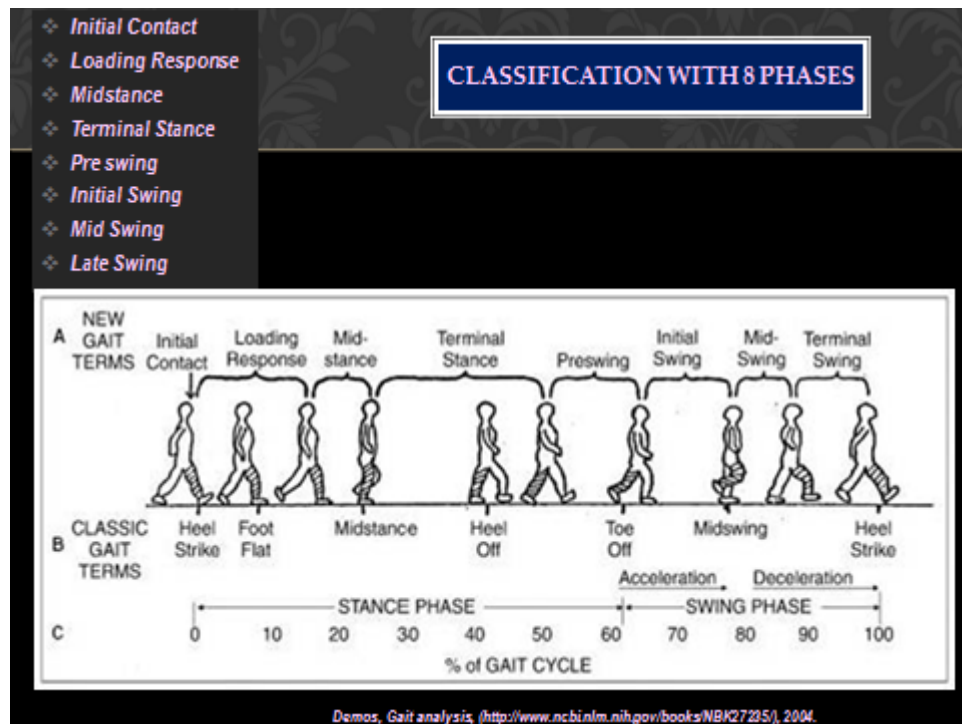 Initial Contact
Loading Response
Midstance
Terminal Stance
Pre swing
Initial Swing
Mid Swing
Late Swing
CLASSIFICATION WITH 8 PHASES
A NEW GAIT TERMS
Initial Contact
Loading Response
Mid-stance
Terminal Stance
Preswing
Initial Swing
Mid-Swing
Terminal Swing
B CLASSIC GAIT TERMS
Heel Strike
Foot Flat
Midstance
Heel Off
Toe Off
Midswing
Heel Strike
Acceleration Deceleration
STANCE PHASE SWING PHASE
C 0 10 20 30 40 50 60 70 80 90 100
% of GAIT CYCLE
Demos, Gait analysis, (http://www.ncbi.nlm.nih.gov/books/NBK27235/), 2004.